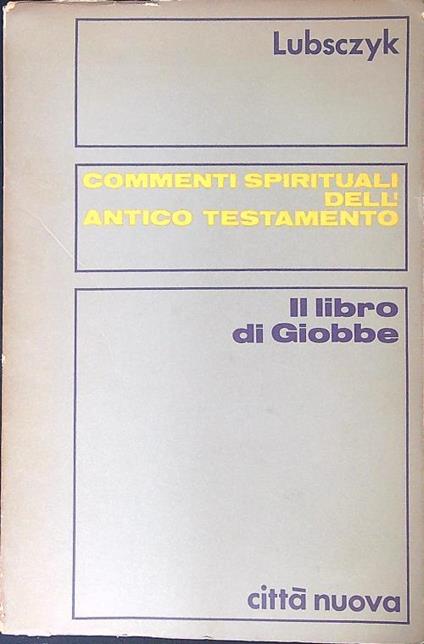 Lubsczyk
COMMENTI SPIRITUALI
DELL'
ANTICO TESTAMENTO
Il libro
di Giobbe
città nuova